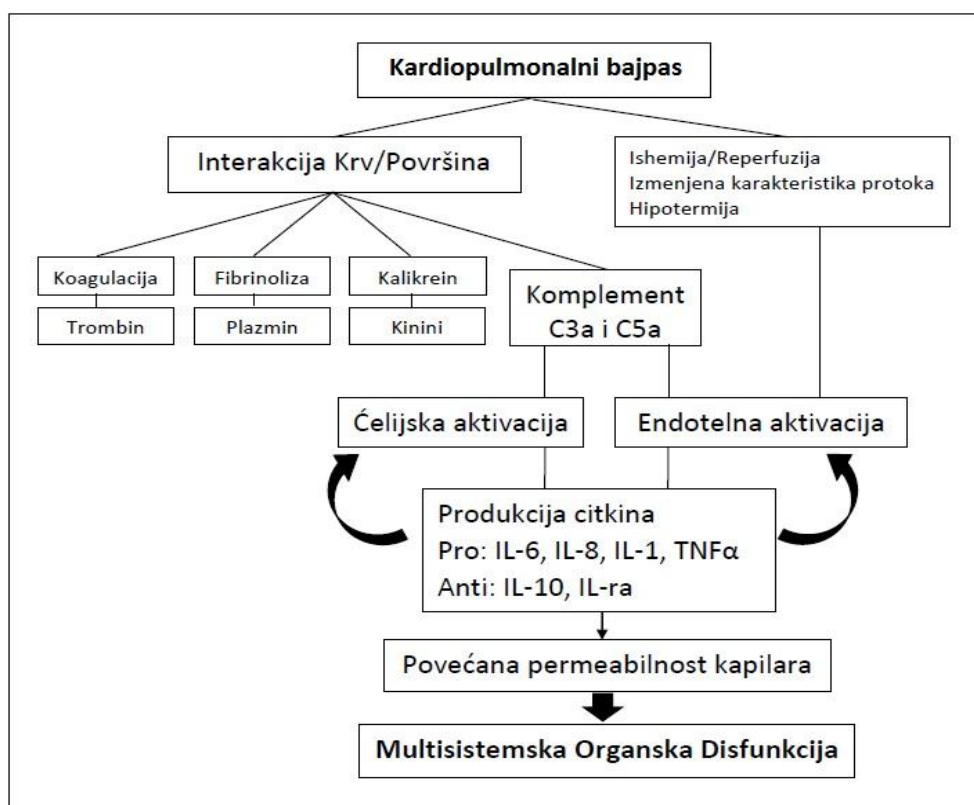 Kardiopulmonalni bajpas
Interakcija Krv/Površina
Ishemija/Reperfuzija
Izmenjena karakteristika protoka
Hipotermija
Koagulacija
Fibrinoliza
Kalikrein
Trombin
Plazmin
Kinini
Komplement
C3a i C5a
Ćelijska aktivacija
Endotelna aktivacija
Produkcija citkina
Pro: IL-6, IL-8, IL-1, TNFα
Anti: IL-10, IL-ra
Povećana permeabilnost kapilara
Multisistemska Organska Disfunkcija